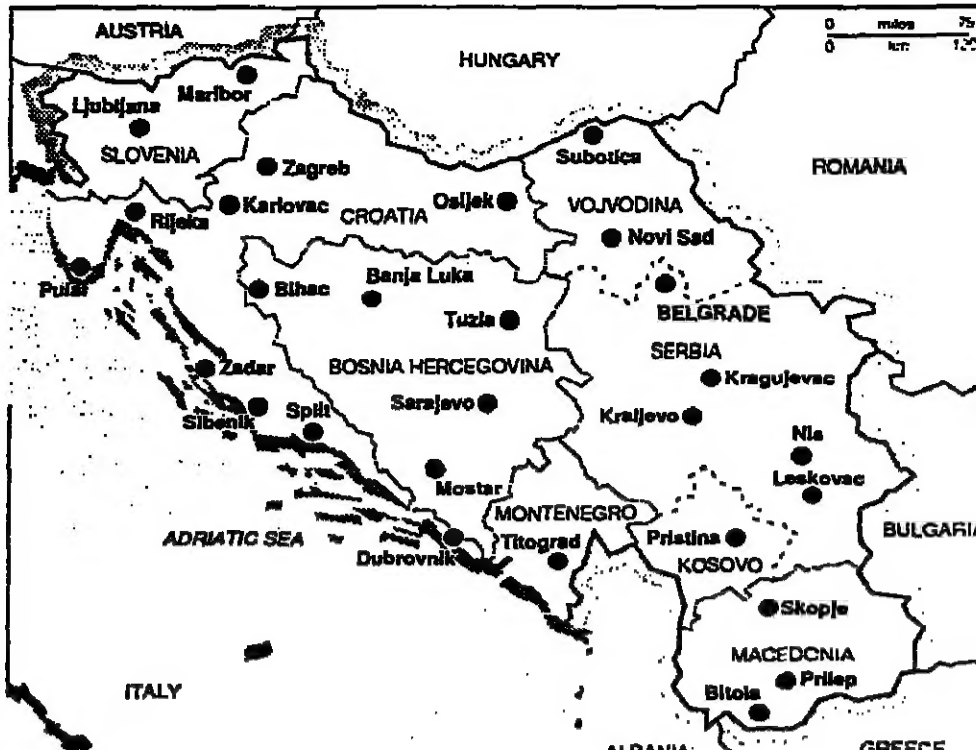 AUSTRIA
0 miles 75
0 km 120
HUNGARY
Maribor
Ljubljana
SLOVENIA
Subotica
ROMANIA
Zagreb
Karlovac
Osijek
VOJVODINA
Rijeka
CROATIA
Novi Sad
Pula
Bihac
Banja Luka
BELGRADE
Tuzla
SERBIA
Zadar
BOSNIA HERCEGOVINA
Kragujevac
Sibenik
Split
Sarajevo
Kraljevo
Nis
Leskovac
Mostar
MONTENEGRO
ADRIATIC SEA
Dubrovnik
Titograd
Pristina
KOSOVO
BULGARIA
Skopje
MACEDONIA
ITALY
Prilep
Bitola
ALBANIA
GREECE